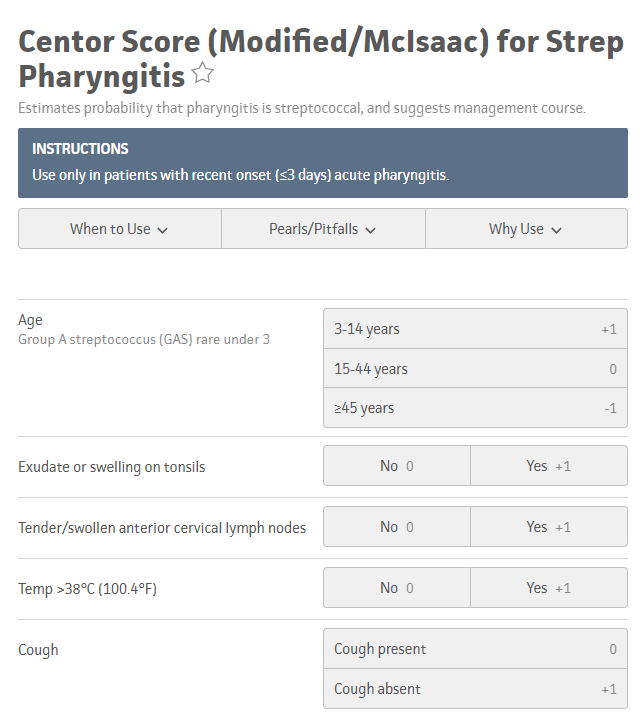 Centor Score (Modified/McIsaac) for Strep
Pharyngitis
Estimates probability that pharyngitis is streptococcal, and suggests management course.
INSTRUCTIONS
Use only in patients with recent onset (≤3 days) acute pharyngitis.
When to Use
Pearls/Pitfalls
Why Use
Age
Group A streptococcus (GAS) rare under 3
3-14 years +1
15-44 years 0
≥45 years -1
Exudate or swelling on tonsils
No 0
Yes +1
Tender/swollen anterior cervical lymph nodes
No 0
Yes +1
Temp >38°C (100.4°F)
No 0
Yes +1
Cough
Cough present 0
Cough absent +1